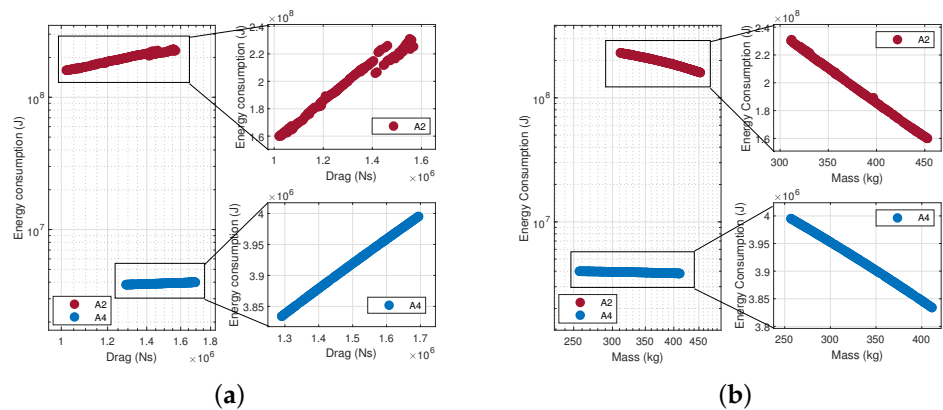 Energy consumption (J)
10^8
10^7
A2
A4
1 1.2 1.4 1.6 1.8
Drag (Ns) ×10^6
×10^8
Energy consumption (J)
2.4
2.2
2
1.8
1.6
A2
1 1.2 1.4 1.6
Drag (Ns)
×10^6
×10^6
Energy consumption (J)
4
3.95
3.9
3.85
A4
1.3 1.4 1.5 1.6 1.7
Drag (Ns)
×10^6
(a)
Energy Consumption (J)
10^8
10^7
A2
A4
250 300 350 400 450
Mass (kg)
×10^8
Energy Consumption (J)
2.4
2.2
2
1.8
1.6
A2
300 350 400 450
Mass (kg)
×10^6
Energy Consumption (J)
4
3.95
3.9
3.85
3.8
A4
250 300 350 400
Mass (kg)
(b)